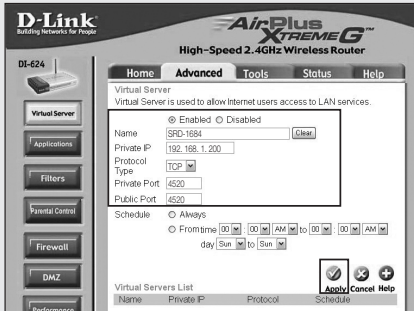 D-Link
Building Networks for People
AirPlus
XTREME G™
High-Speed 2.4GHz Wireless Router
DI-624
Home Advanced Tools Status Help
Virtual Server
Applications
Filters
Parental Control
Firewall
DMZ
Performance
Virtual Server
Virtual Server is used to allow Internet users access to LAN services.
Enabled Disabled
Name SRD-1684 Clear
Private IP 192. 168. 1. 200
Protocol
Type TCP
Private Port 4520
Public Port 4520
Schedule Always
From time 00 : 00 AM to 00 : 00 AM
day Sun to Sun
Apply Cancel Help
Virtual Servers List
Name Private IP Protocol Schedule